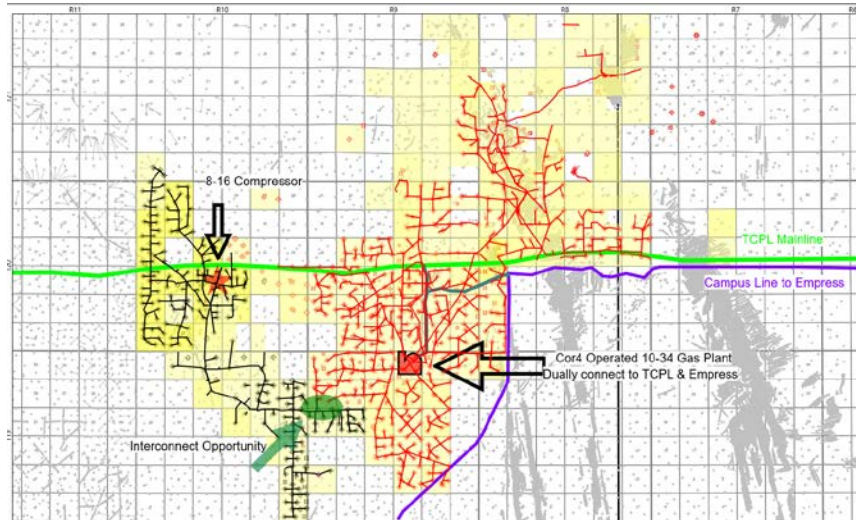 R11
R10
R9
R8
R7
R6
8-16 Compressor
TCPL Mainline
Campus Line to Empress
Cor4 Operated 10-34 Gas Plant
Dually connect to TCPL & Empress
Interconnect Opportunity